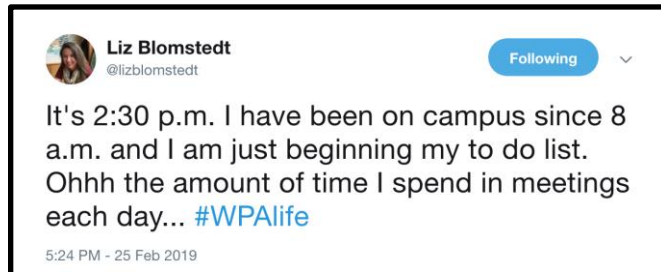 Liz Blomstedt
@lizblomstedt
Following
It's 2:30 p.m. I have been on campus since 8
a.m. and I am just beginning my to do list.
Ohhh the amount of time I spend in meetings
each day... #WPAlife
5:24 PM - 25 Feb 2019